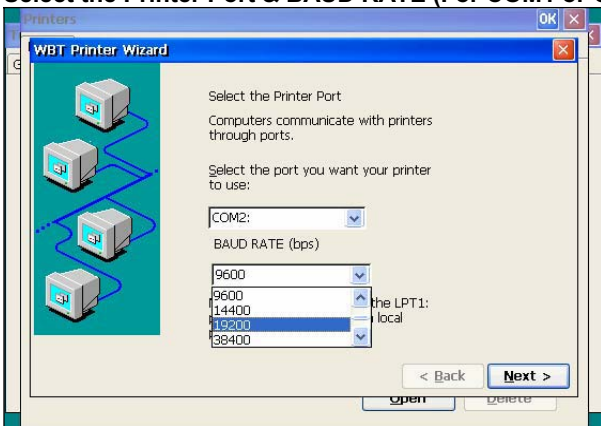 Select the Printer Port & BAUD RATE (For COM1 or
Printers OK
WBT Printer Wizard
Select the Printer Port
Computers communicate with printers
through ports.
Select the port you want your printer
to use:
COM2:
BAUD RATE (bps)
9600
9600
14400
the LPT1:
19200
local
38400
< Back Next >
Open Delete